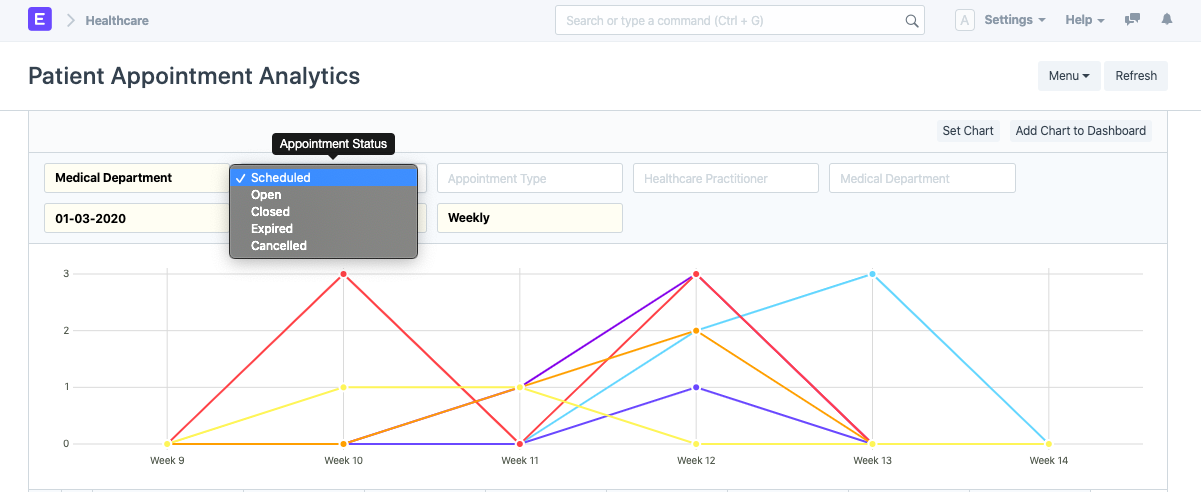 E Healthcare Search or type a command (Ctrl + G) A Settings Help
Patient Appointment Analytics Menu Refresh
Set Chart Add Chart to Dashboard
Appointment Status
Medical Department Scheduled Appointment Type Healthcare Practitioner Medical Department
Open
Closed
Expired
Cancelled
01-03-2020 Weekly
3
2
1
0
Week 9 Week 10 Week 11 Week 12 Week 13 Week 14